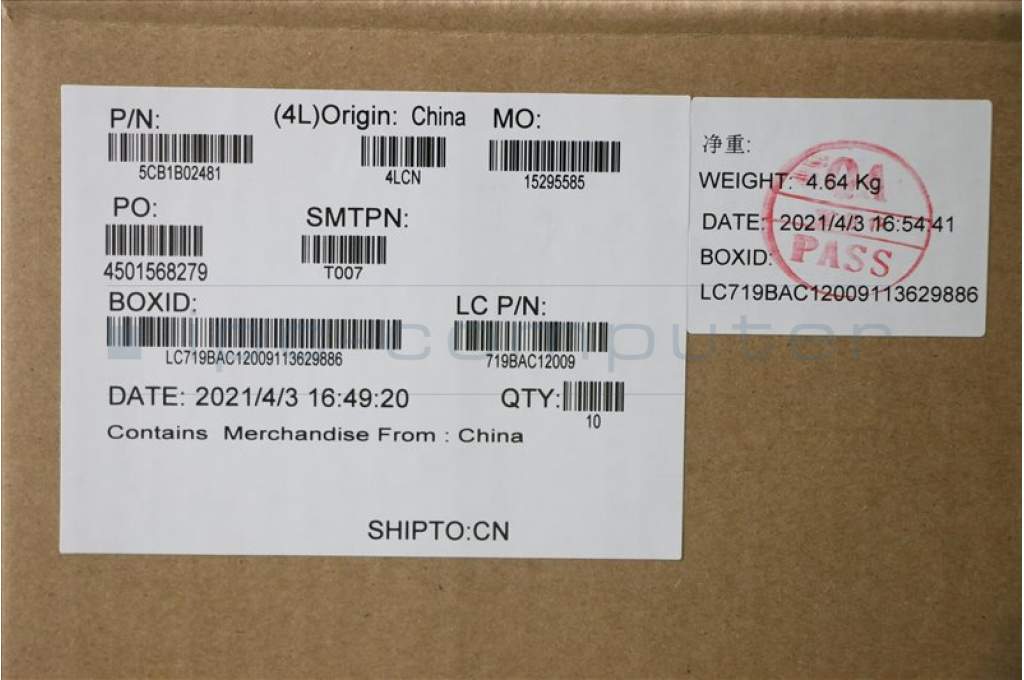 P/N: (4L)Origin: China MO:
5CB1B02481 4LCN 15295585
PO: SMTPN:
4501568279 T007
BOXID: LC P/N:
LC719BAC12009113629886 719BAC12009
DATE: 2021/4/3 16:49:20 QTY:
10
Contains Merchandise From : China
SHIPTO:CN
净重:
WEIGHT: 4.64 Kg
DATE: 2021/4/3 16:54:41
BOXID:
LC719BAC12009113629886
QA
PASS
computer